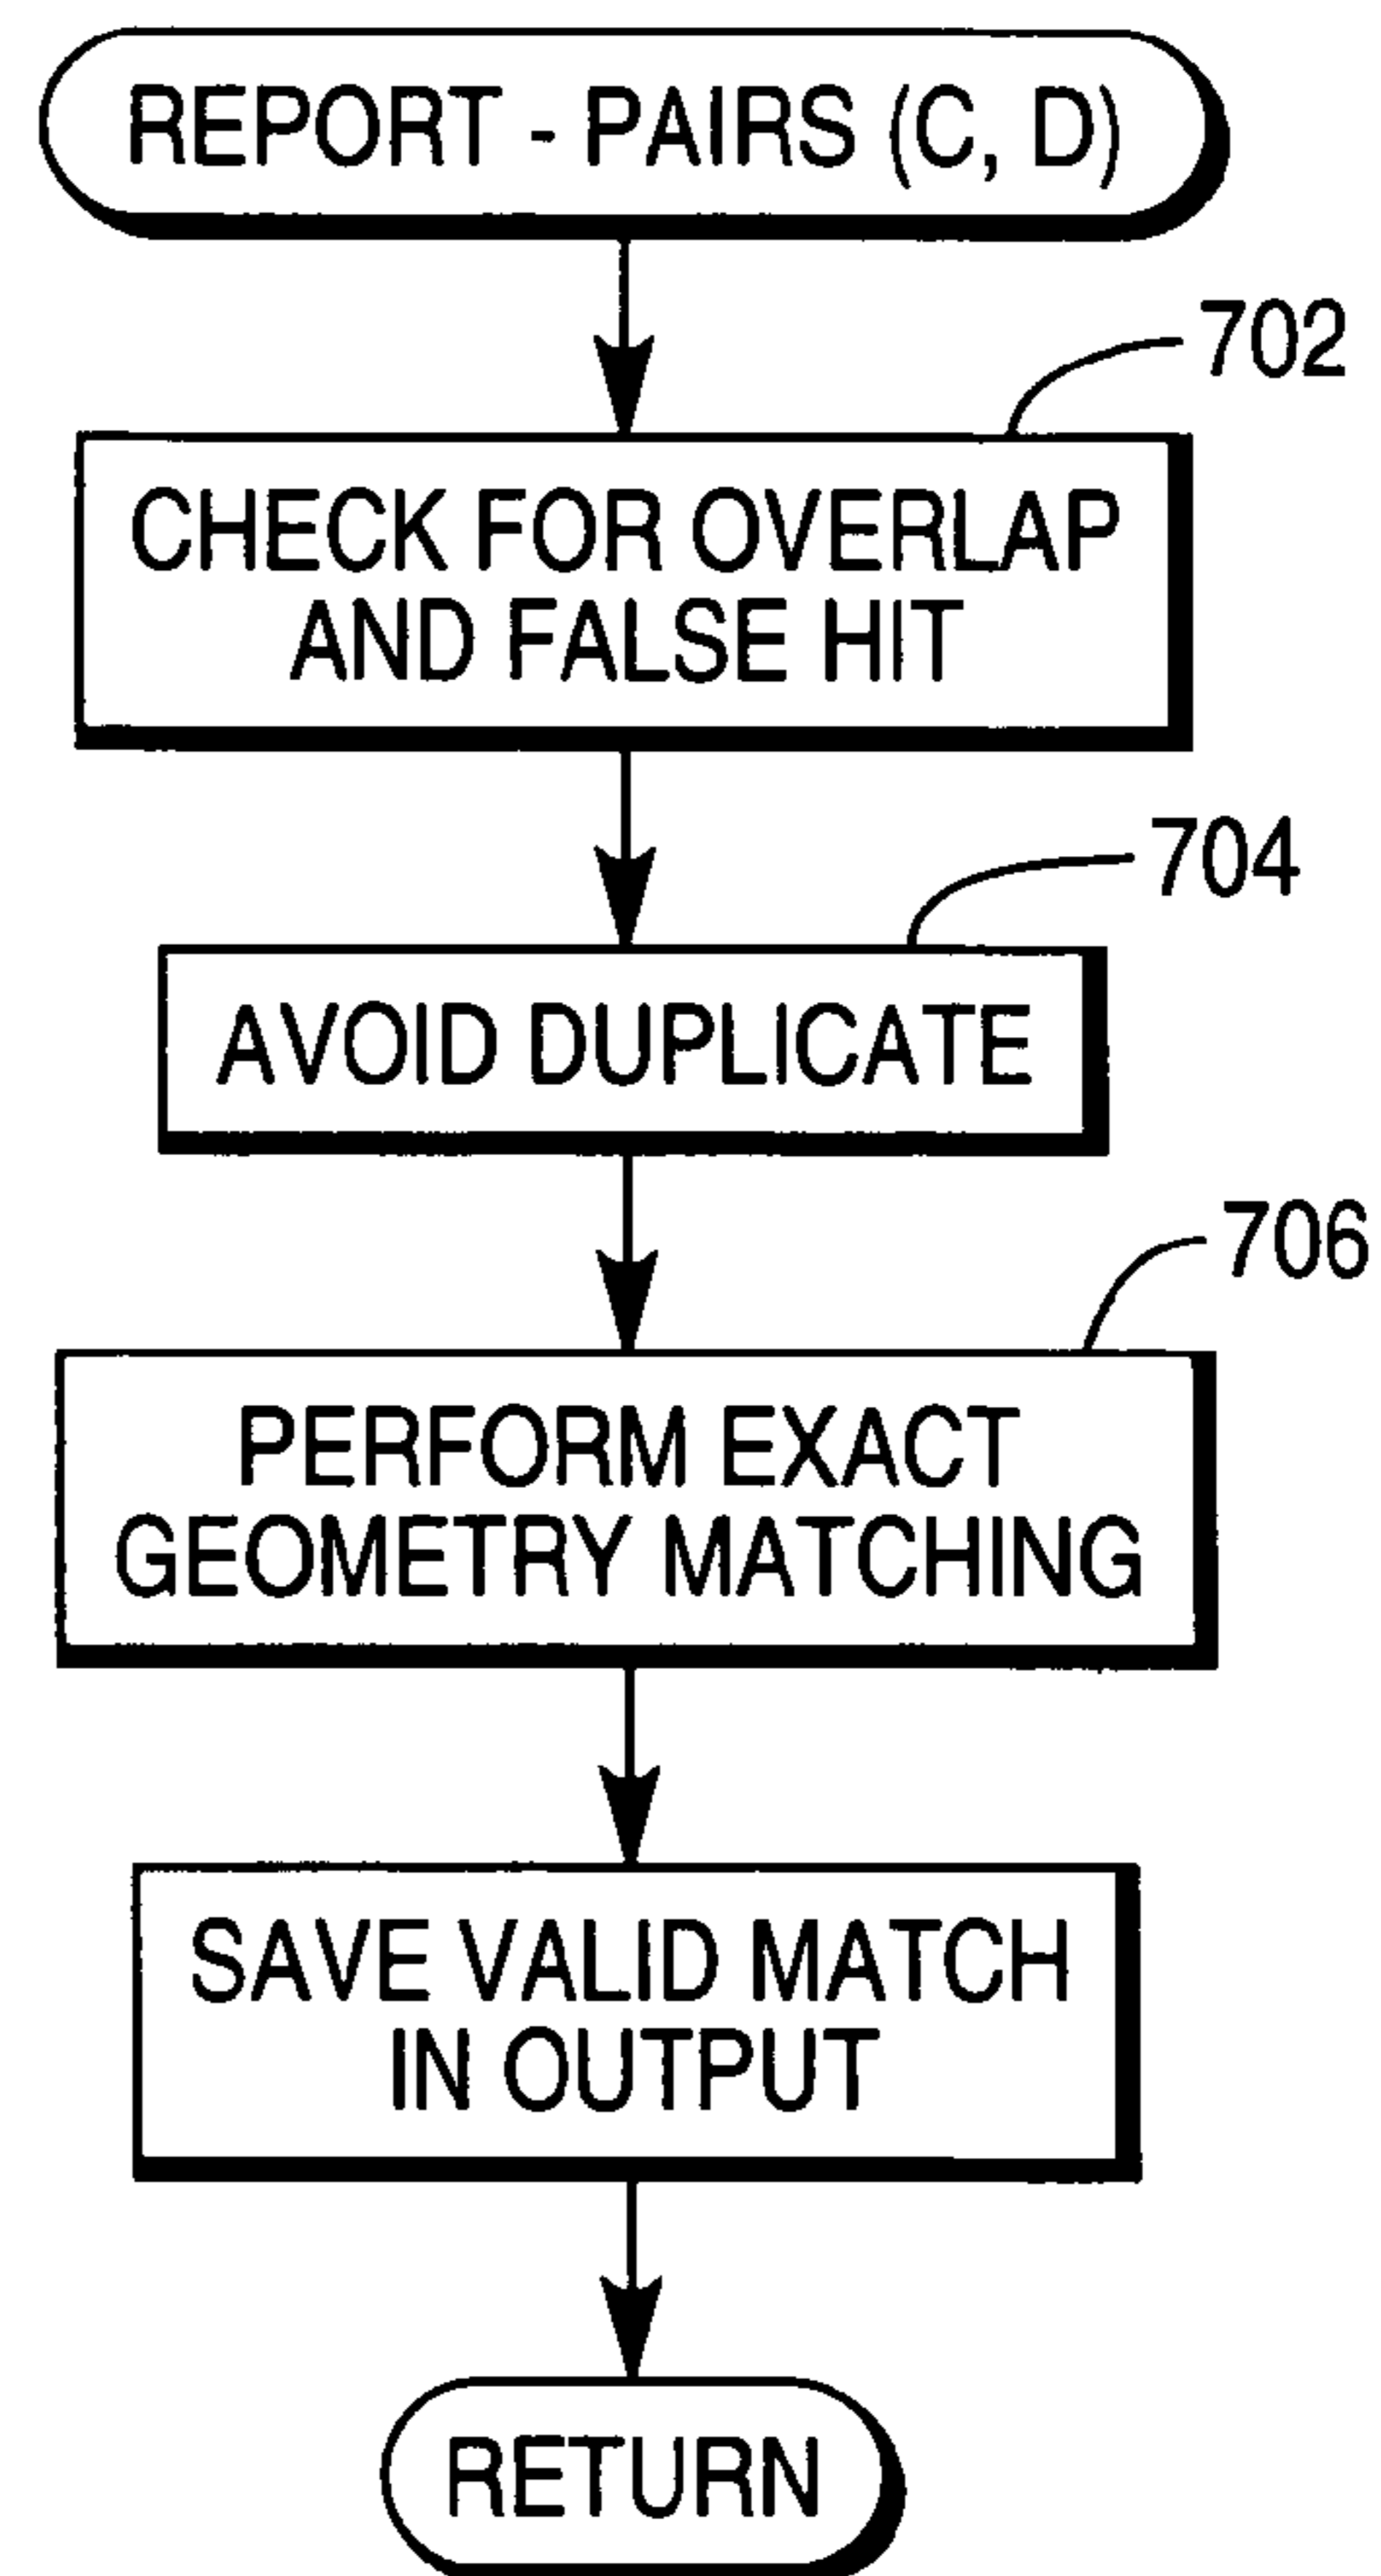 REPORT - PAIRS (C, D)
702
CHECK FOR OVERLAP
AND FALSE HIT
704
AVOID DUPLICATE
706
PERFORM EXACT
GEOMETRY MATCHING
SAVE VALID MATCH
IN OUTPUT
RETURN